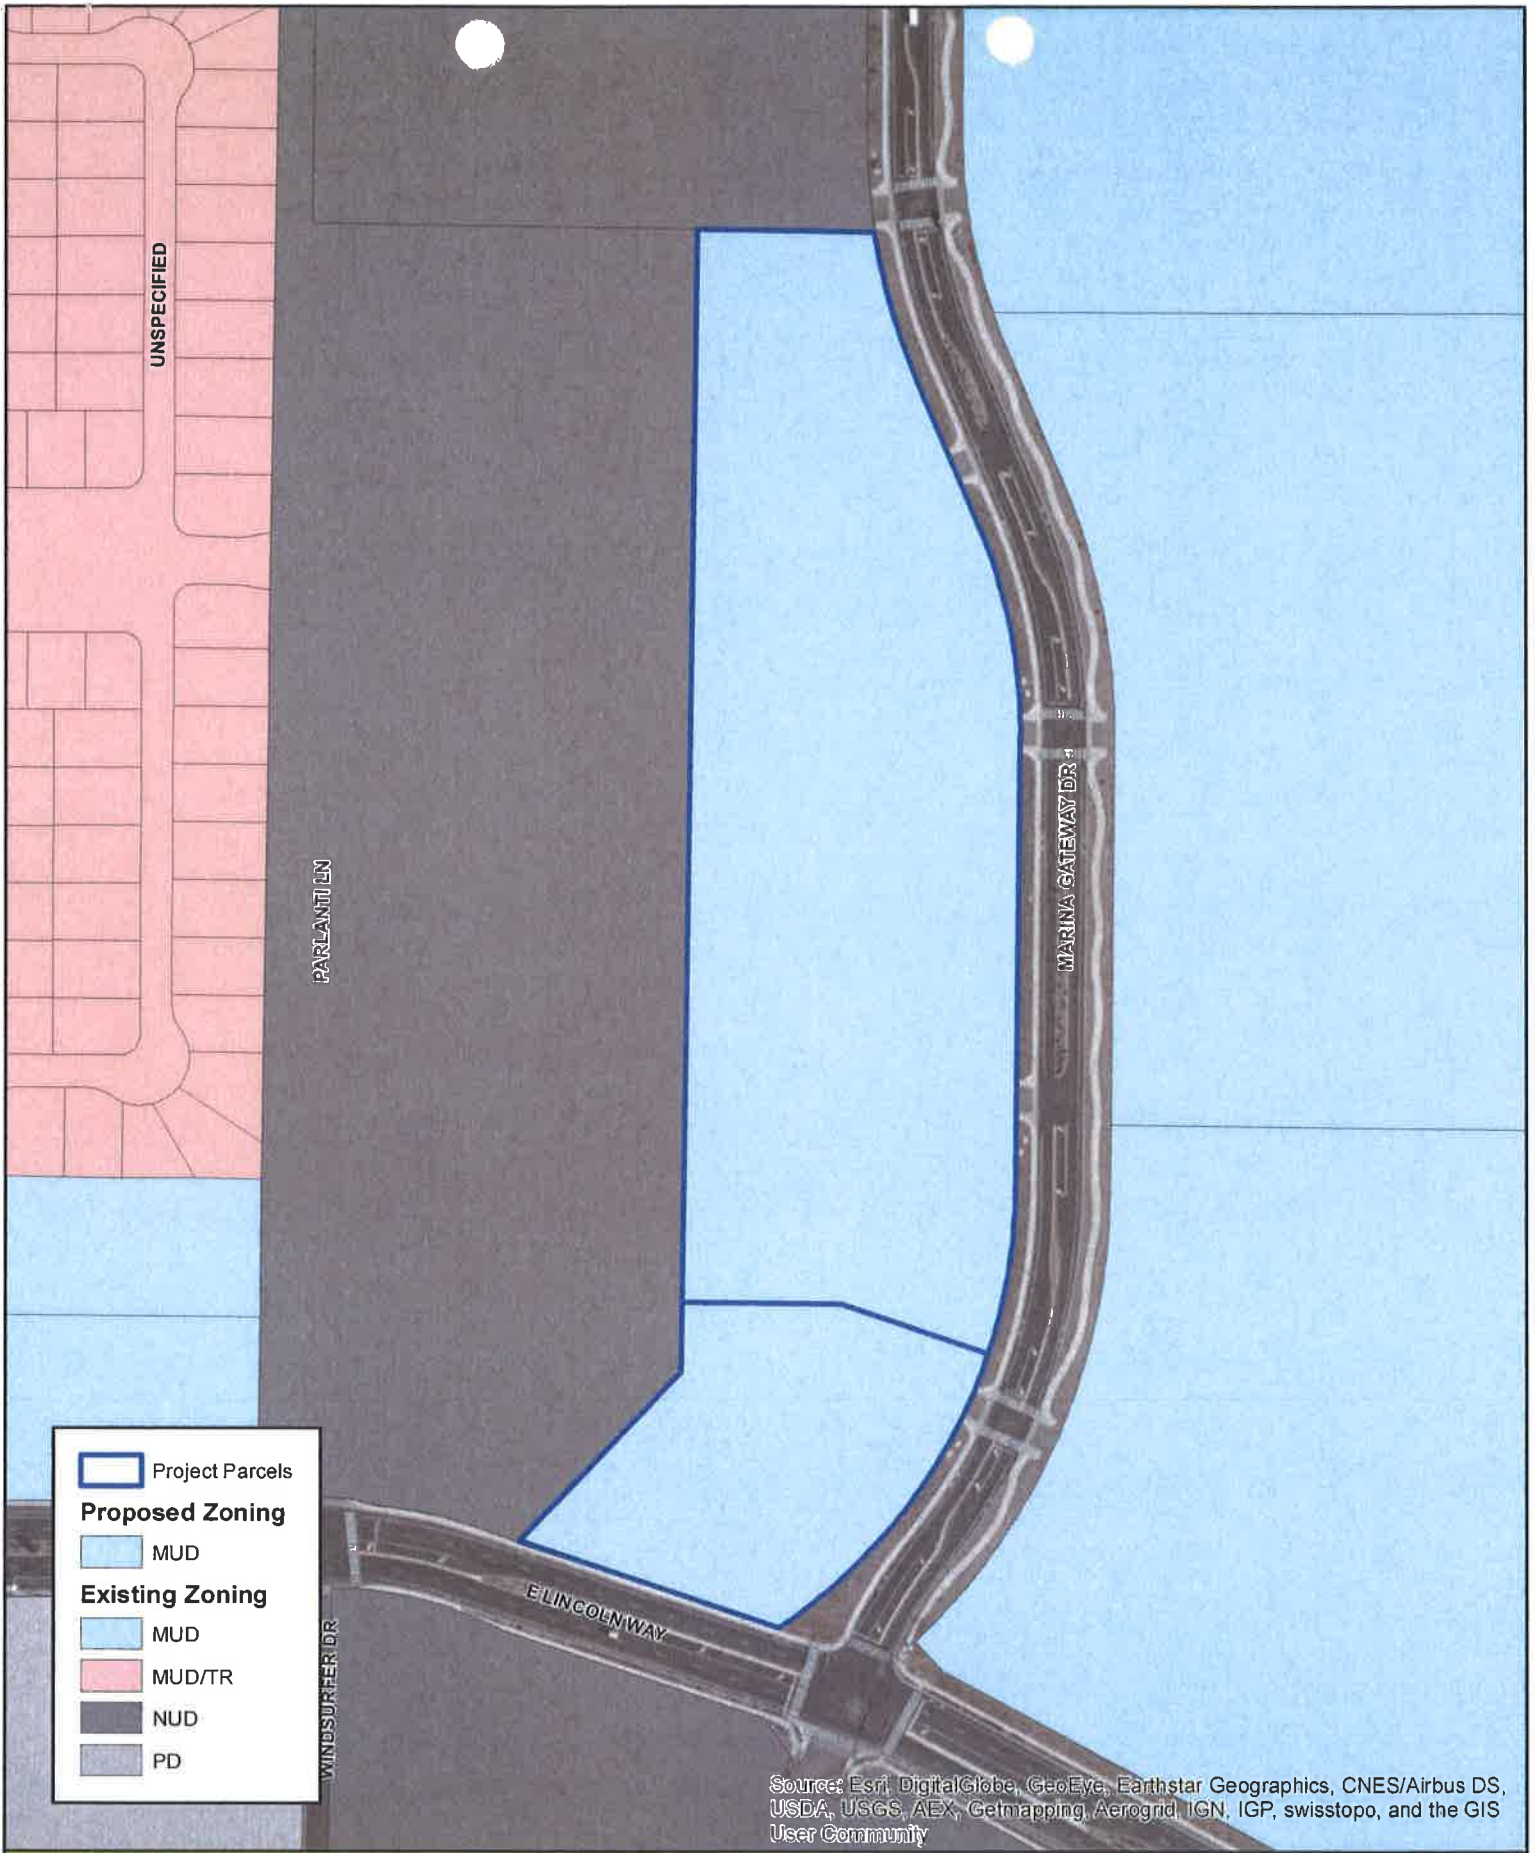 UNSPECIFIED
PARLANTI LN
MARINA GATEWAY DR
E LINCOLN WAY
WINDSURFER DR
Project Parcels
Proposed Zoning
MUD
Existing Zoning
MUD
MUD/TR
NUD
PD
Source: Esri, DigitalGlobe, GeoEye, Earthstar Geographics, CNES/Airbus DS,
USDA, USGS, AEX, Getmapping, Aerogrid, IGN, IGP, swisstopo, and the GIS
User Community